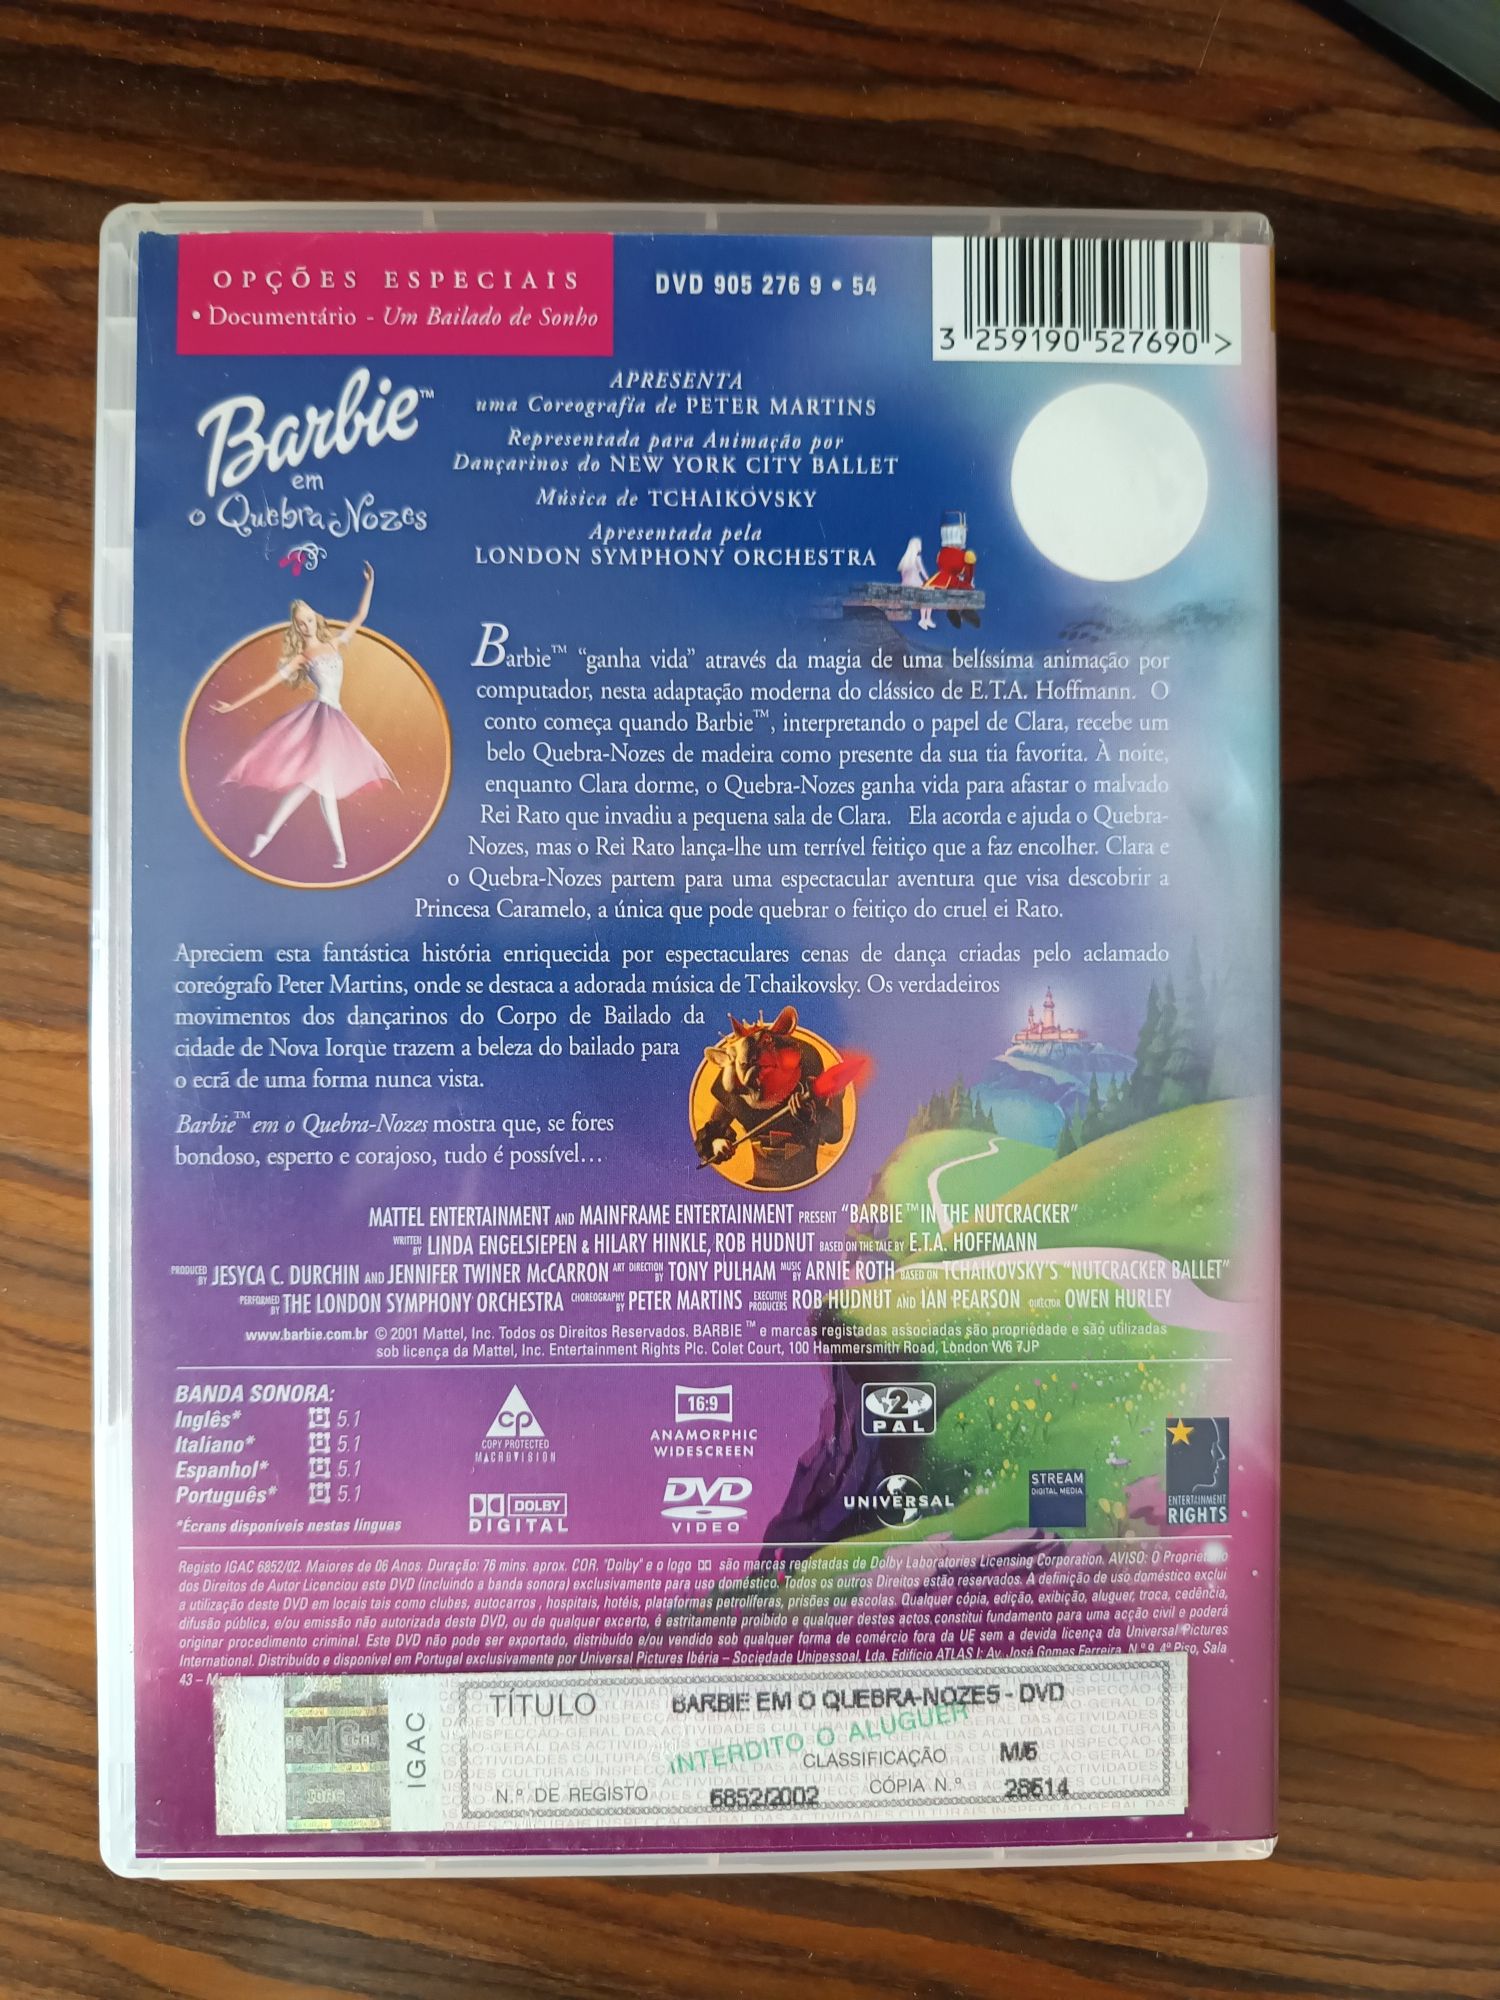 OPÇÕES ESPECIAIS
• Documentário - Um Bailado de Sonho
DVD 905 276 9 • 54
3 259190 527690 >
Barbie™
em
o Quebra-Nozes
APRESENTA
uma Coreografia de PETER MARTINS
Representada para Animação por
Dançarinos do NEW YORK CITY BALLET
Música de TCHAIKOVSKY
Apresentada pela
LONDON SYMPHONY ORCHESTRA
Barbie™ “ganha vida” através da magia de uma belíssima animação por
computador, nesta adaptação moderna do clássico de E.T.A. Hoffmann. O
conto começa quando Barbie™, interpretando o papel de Clara, recebe um
belo Quebra-Nozes de madeira como presente da sua tia favorita. À noite,
enquanto Clara dorme, o Quebra-Nozes ganha vida para afastar o malvado
Rei Rato que invadiu a pequena sala de Clara. Ela acorda e ajuda o Quebra-
Nozes, mas o Rei Rato lança-lhe um terrível feitiço que a faz encolher. Clara e
o Quebra-Nozes partem para uma espectacular aventura que visa descobrir a
Princesa Caramelo, a única que pode quebrar o feitiço do cruel ei Rato.
Apreciem esta fantástica história enriquecida por espectaculares cenas de dança criadas pelo aclamado
coreógrafo Peter Martins, onde se destaca a adorada música de Tchaikovsky. Os verdadeiros
movimentos dos dançarinos do Corpo de Bailado da
cidade de Nova Iorque trazem a beleza do bailado para
o ecrã de uma forma nunca vista.
Barbie™ em o Quebra-Nozes mostra que, se fores
bondoso, esperto e corajoso, tudo é possível...
MATTEL ENTERTAINMENT AND MAINFRAME ENTERTAINMENT PRESENT “BARBIE™ IN THE NUTCRACKER”
WRITTEN BY LINDA ENGELSIEPEN & HILARY HINKLE, ROB HUDNUT BASED ON THE TALE BY E.T.A. HOFFMANN
PRODUCED BY JESYCA C. DURCHIN AND JENNIFER TWINER McCARRON ART DIRECTION BY TONY PULHAM MUSIC BY ARNIE ROTH BASED ON TCHAIKOVSKY'S “NUTCRACKER BALLET”
PERFORMED BY THE LONDON SYMPHONY ORCHESTRA CHOREOGRAPHY BY PETER MARTINS EXECUTIVE PRODUCERS ROB HUDNUT AND IAN PEARSON DIRECTOR OWEN HURLEY
www.barbie.com.br © 2001 Mattel, Inc. Todos os Direitos Reservados. BARBIE ™ e marcas registadas associadas são propriedade e são utilizadas
sob licença da Mattel, Inc. Entertainment Rights Plc. Colet Court, 100 Hammersmith Road, London W6 7JP
BANDA SONORA:
Inglês* 5.1
Italiano* 5.1
Espanhol* 5.1
Português* 5.1
*Écrans disponíveis nestas línguas
CP
COPY PROTECTED
MACROVISION
DOLBY
DIGITAL
16:9
ANAMORPHIC
WIDESCREEN
DVD
VIDEO
2
PAL
UNIVERSAL
STREAM
DIGITAL MEDIA
ENTERTAINMENT
RIGHTS
Registo IGAC 6852/02. Maiores de 06 Anos. Duração: 76 mins. aprox. COR. "Dolby" e o logo são marcas registadas de Dolby Laboratories Licensing Corporation. AVISO: O Proprietário
dos Direitos de Autor Licenciou este DVD (incluindo a banda sonora) exclusivamente para uso doméstico. Todos os outros Direitos estão reservados. A definição de uso doméstico exclui
a utilização deste DVD em locais tais como clubes, autocarros , hospitais, hotéis, plataformas petrolíferas, prisões ou escolas. Qualquer cópia, edição, exibição, aluguer, troca, cedência,
difusão pública, e/ou emissão não autorizada deste DVD, ou de qualquer excerto, é estritamente proibido e qualquer destes actos constitui fundamento para uma acção civil e poderá
originar procedimento criminal. Este DVD não pode ser exportado, distribuído e/ou vendido sob qualquer forma de comércio fora da UE sem a devida licença da Universal Pictures
International. Distribuído e disponível em Portugal exclusivamente por Universal Pictures Ibéria – Sociedade Unipessoal, Lda. Edifício ATLAS I: Av. José Gomes Ferreira, N.º 9, 4º Piso, Sala
43 –
IGAC
TÍTULO BARBIE EM O QUEBRA-NOZES - DVD
INTERDITO O ALUGUER
CLASSIFICAÇÃO M/6
N.º DE REGISTO 6852/2002 CÓPIA N.º 28614